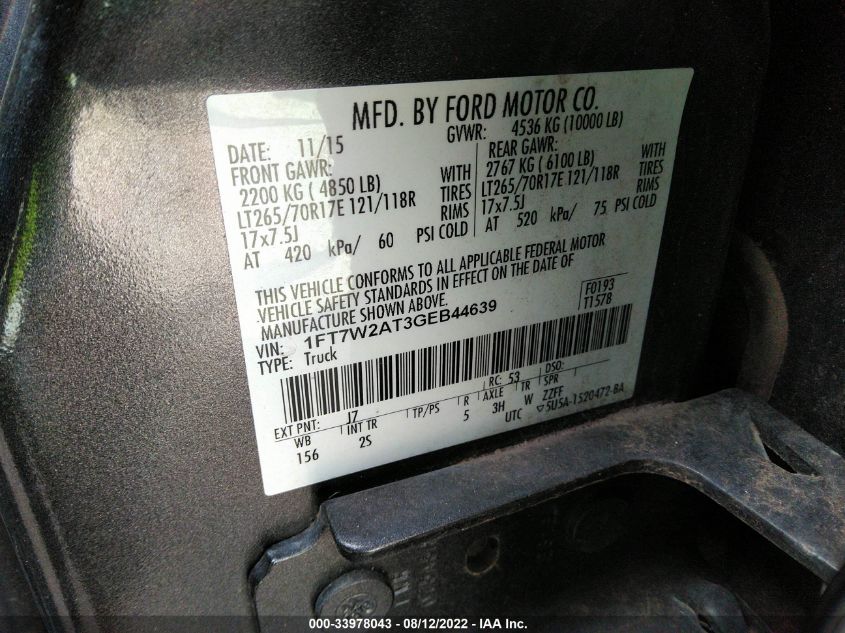 MFD. BY FORD MOTOR CO.
DATE: 11/15 GVWR: 4536 KG (10000 LB)
FRONT GAWR: REAR GAWR:
2200 KG ( 4850 LB) WITH 2767 KG ( 6100 LB) WITH
LT265/70R17E 121/118R TIRES LT265/70R17E 121/118R TIRES
17x7.5J RIMS 17x7.5J RIMS
AT 420 kPa/ 60 PSI COLD AT 520 kPa/ 75 PSI COLD
THIS VEHICLE CONFORMS TO ALL APPLICABLE FEDERAL MOTOR
VEHICLE SAFETY STANDARDS IN EFFECT ON THE DATE OF
MANUFACTURE SHOWN ABOVE. F0193
VIN: 1FT7W2AT3GEB44639 T1578
TYPE: Truck
EXT PNT: J7 RC: 53 DSO:
WB INT TR TP/PS R AXLE TR SPR
156 2S 5 3H W ZZFF
UTC ▽5U5A-1520472-BA
000-33978043 - 08/12/2022 - IAA Inc.